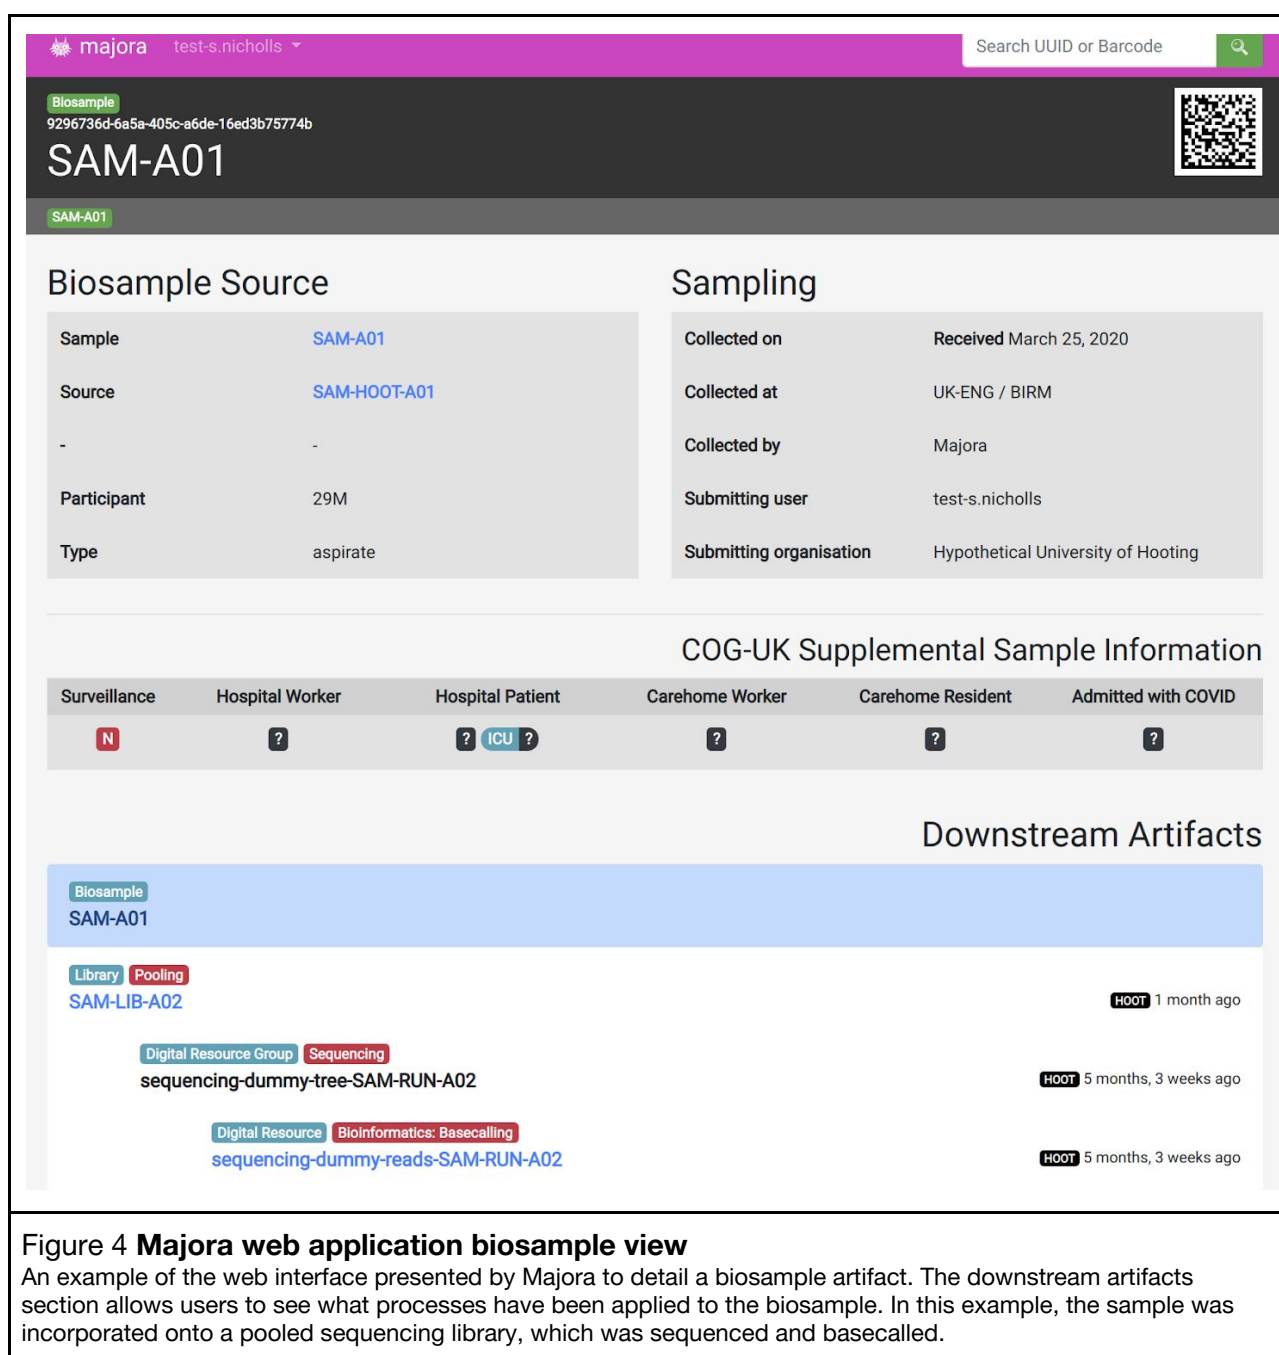 majora test-s.nicholls Search UUID or Barcode
Biosample
9296736d-6a5a-405c-a6de-16ed3b75774b
SAM-A01
SAM-A01
Biosample Source
Sample SAM-A01
Source SAM-HOOT-A01
- -
Participant 29M
Type aspirate
Sampling
Collected on Received March 25, 2020
Collected at UK-ENG / BIRM
Collected by Majora
Submitting user test-s.nicholls
Submitting organisation Hypothetical University of Hooting
COG-UK Supplemental Sample Information
Surveillance Hospital Worker Hospital Patient Carehome Worker Carehome Resident Admitted with COVID
N ? ? ICU ? ? ? ?
Downstream Artifacts
Biosample
SAM-A01
Library Pooling
SAM-LIB-A02 HOOT 1 month ago
Digital Resource Group Sequencing
sequencing-dummy-tree-SAM-RUN-A02 HOOT 5 months, 3 weeks ago
Digital Resource Bioinformatics: Basecalling
sequencing-dummy-reads-SAM-RUN-A02 HOOT 5 months, 3 weeks ago
Figure 4 Majora web application biosample view
An example of the web interface presented by Majora to detail a biosample artifact. The downstream artifacts
section allows users to see what processes have been applied to the biosample. In this example, the sample was
incorporated onto a pooled sequencing library, which was sequenced and basecalled.